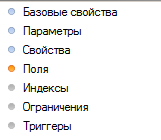 Базовые свойства
Параметры
Свойства
Поля
Индексы
Ограничения
Триггеры